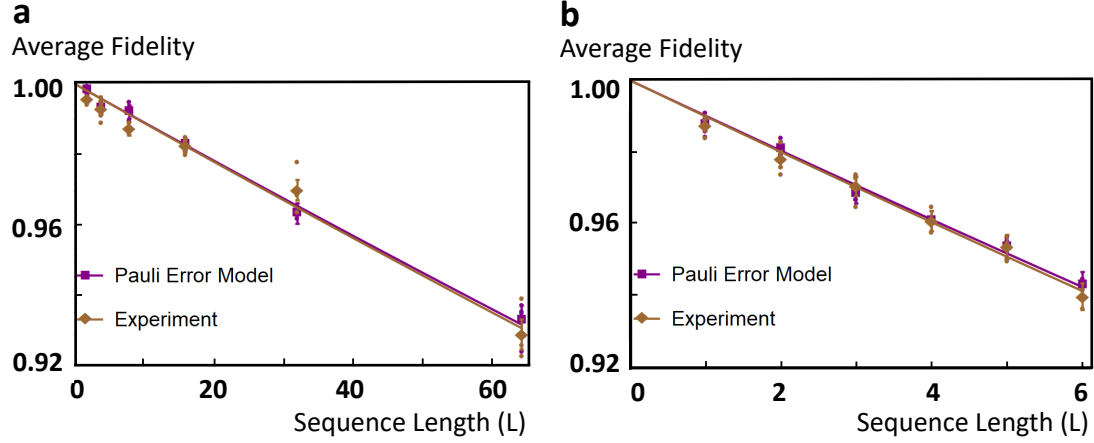 a
Average Fidelity
1.00
0.96
0.92
Pauli Error Model
Experiment
0 20 40 60
Sequence Length (L)
b
Average Fidelity
1.00
0.96
0.92
Pauli Error Model
Experiment
0 2 4 6
Sequence Length (L)